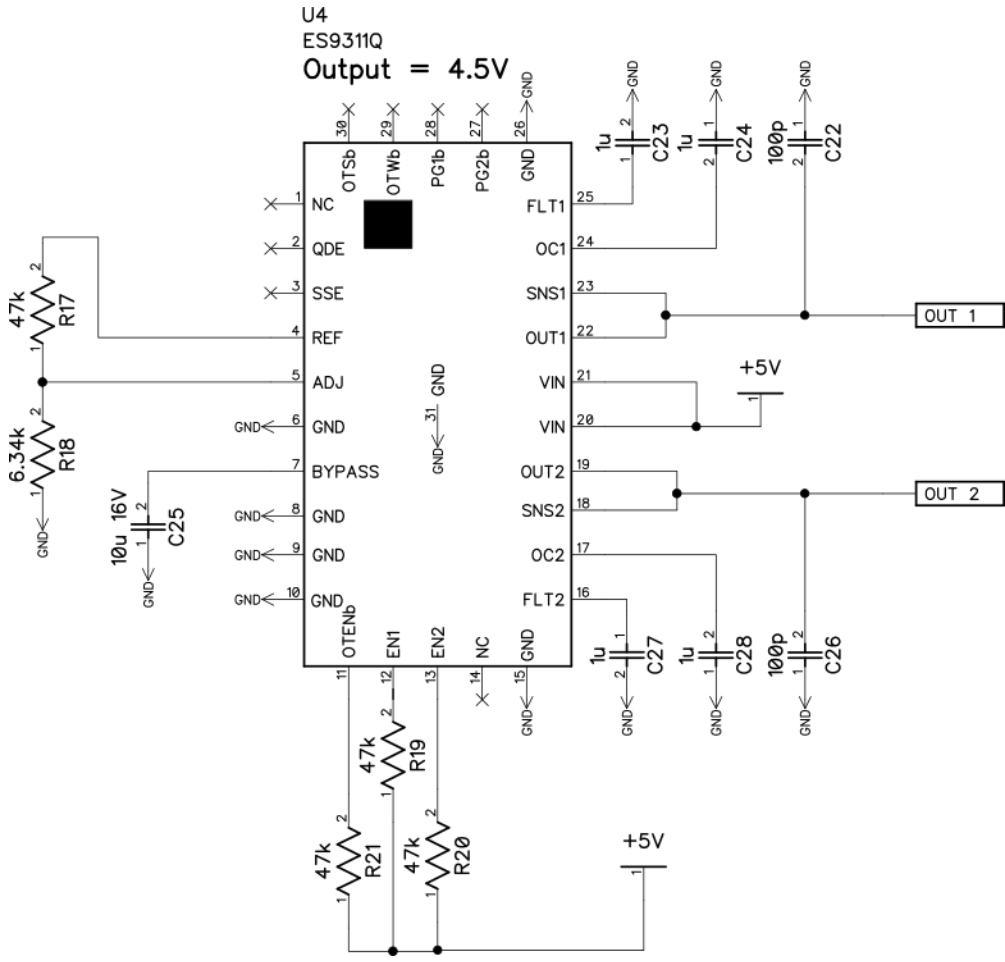 U4
ES9311Q
Output = 4.5V
GND
GND
GND
GND
30
29
28
27
26
OTSb
OTWb
PG1b
PG2b
GND
2
1u
C23
1
1
1u
C24
2
1
100p
C22
2
1 NC
FLT1 25
2 QDE
OC1 24
3 SSE
SNS1 23
4 REF
OUT1 22
OUT 1
2
47k
R17
1
5 ADJ
VIN 21
+5V
1
GND
31
GND
6 GND
GND
VIN 20
2
6.34k
R18
1
GND
7 BYPASS
OUT2 19
OUT 2
2
10u 16V
C25
1
GND
8 GND
GND
SNS2 18
9 GND
GND
OC2 17
10 GND
GND
FLT2 16
OTENb
EN1
EN2
NC
GND
11
12
13
14
15
GND
1
1u
C27
2
GND
2
1u
C28
1
GND
2
100p
C26
1
GND
2
47k
R19
1
2
47k
R21
1
2
47k
R20
1
+5V
1